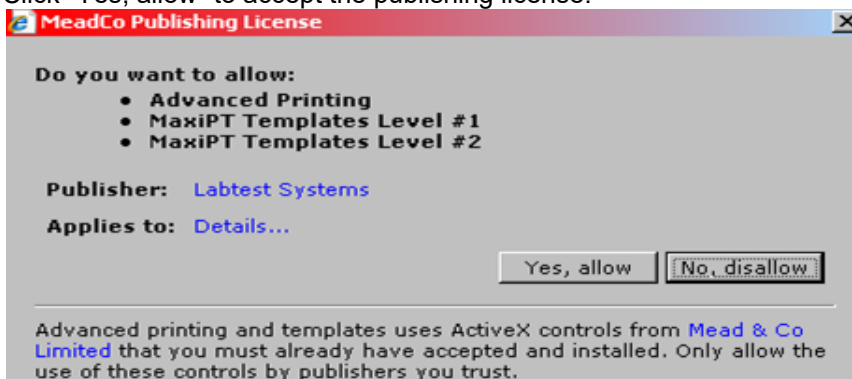 Click "Yes, allow" to accept the publishing license.
MeadCo Publishing License
Do you want to allow:
• Advanced Printing
• MaxiPT Templates Level #1
• MaxiPT Templates Level #2
Publisher: Labtest Systems
Applies to: Details...
Yes, allow No, disallow
Advanced printing and templates uses ActiveX controls from Mead & Co
Limited that you must already have accepted and installed. Only allow the
use of these controls by publishers you trust.